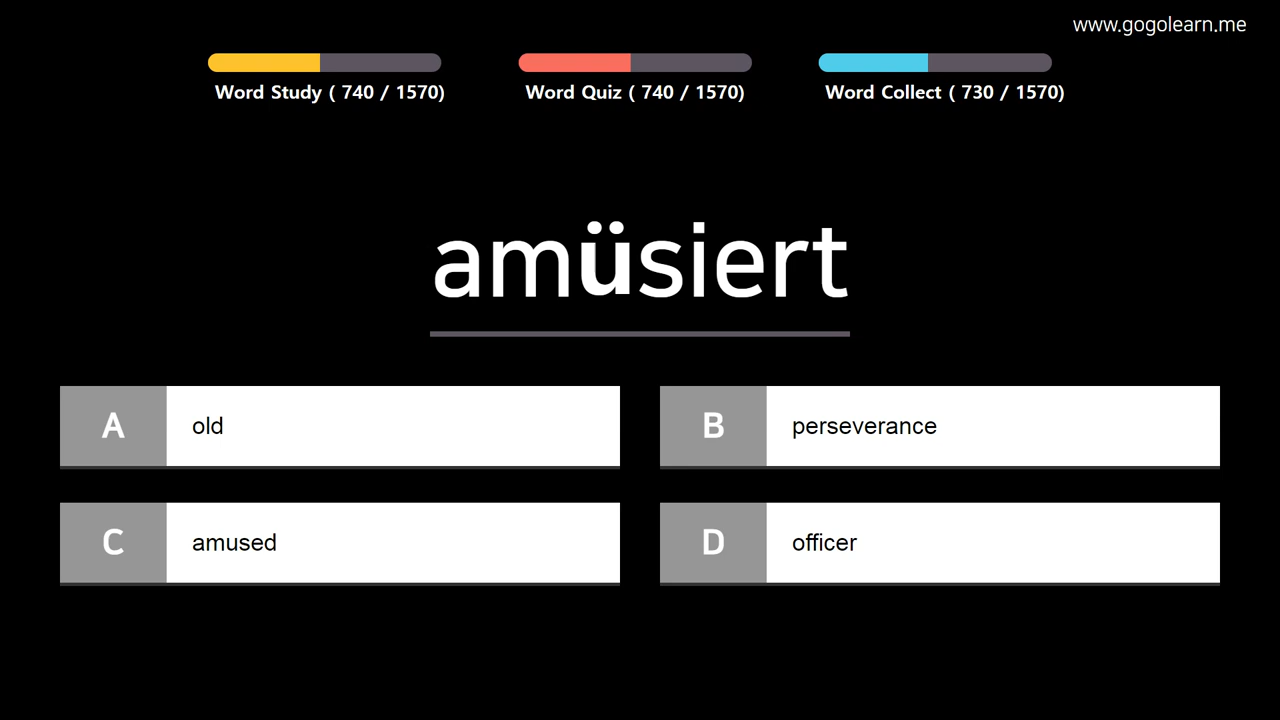 www.gogolearn.me
Word Study ( 740 / 1570)
Word Quiz ( 740 / 1570)
Word Collect ( 730 / 1570)
amüsiert
A old
B perseverance
C amused
D officer